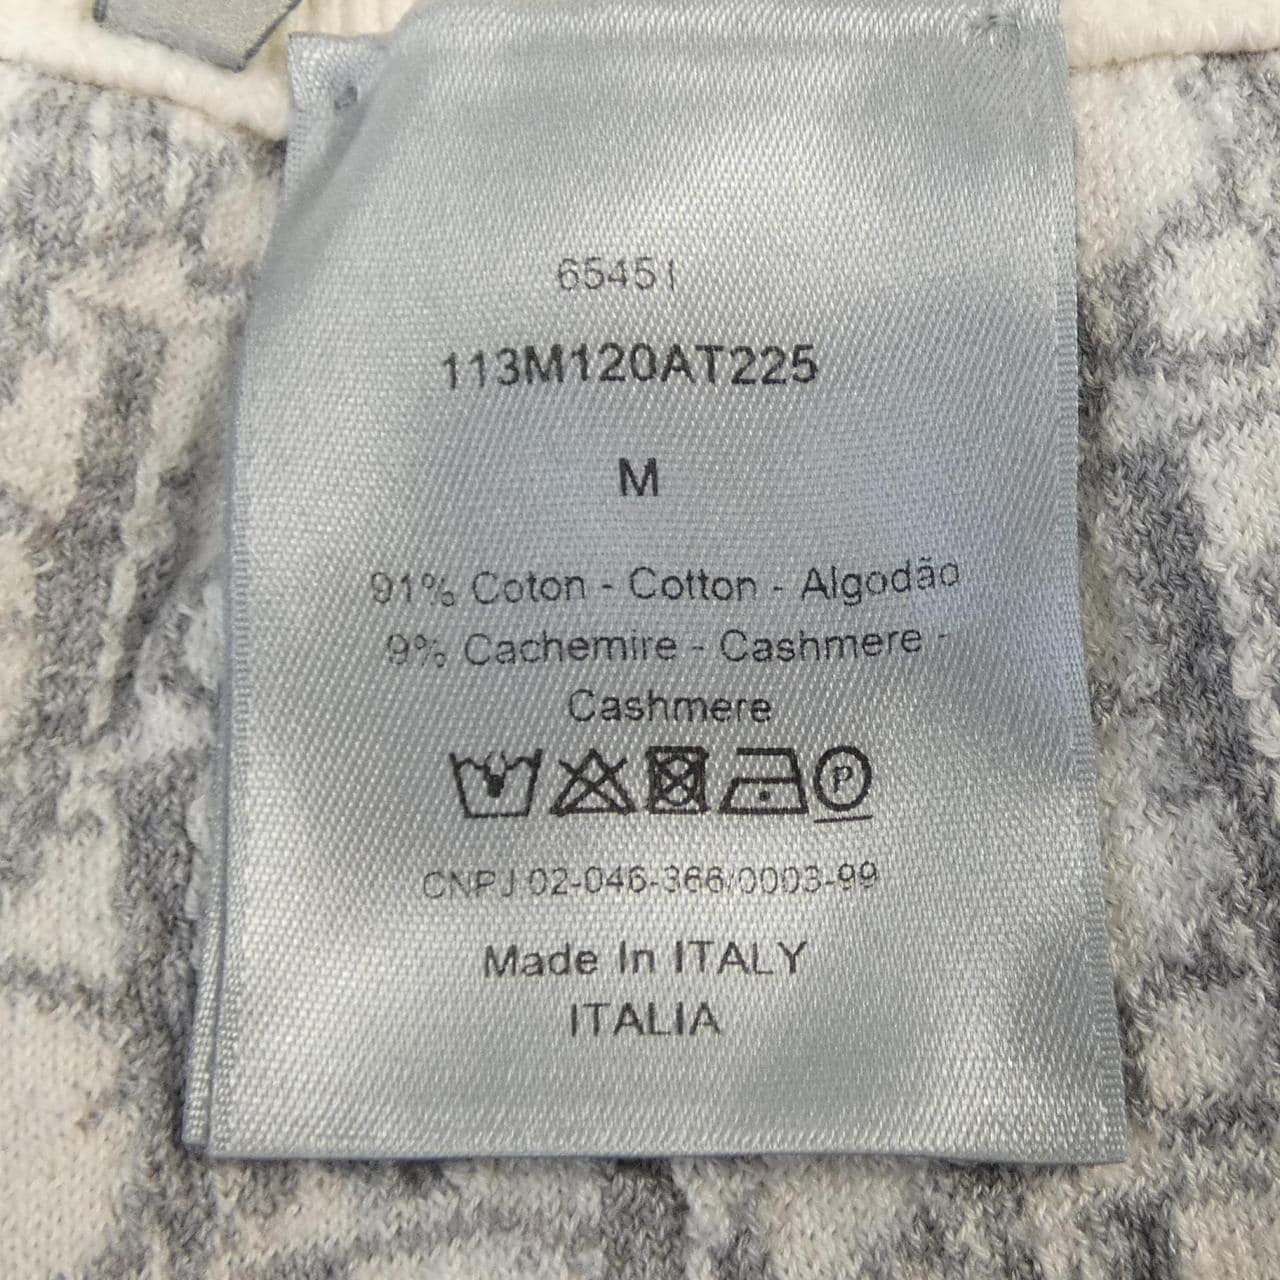 65451
113M120AT225
M
91% Coton - Cotton - Algodão
9% Cachemire - Cashmere -
Cashmere
P
CNPJ 02-046-366/0003-99
Made In ITALY
ITALIA